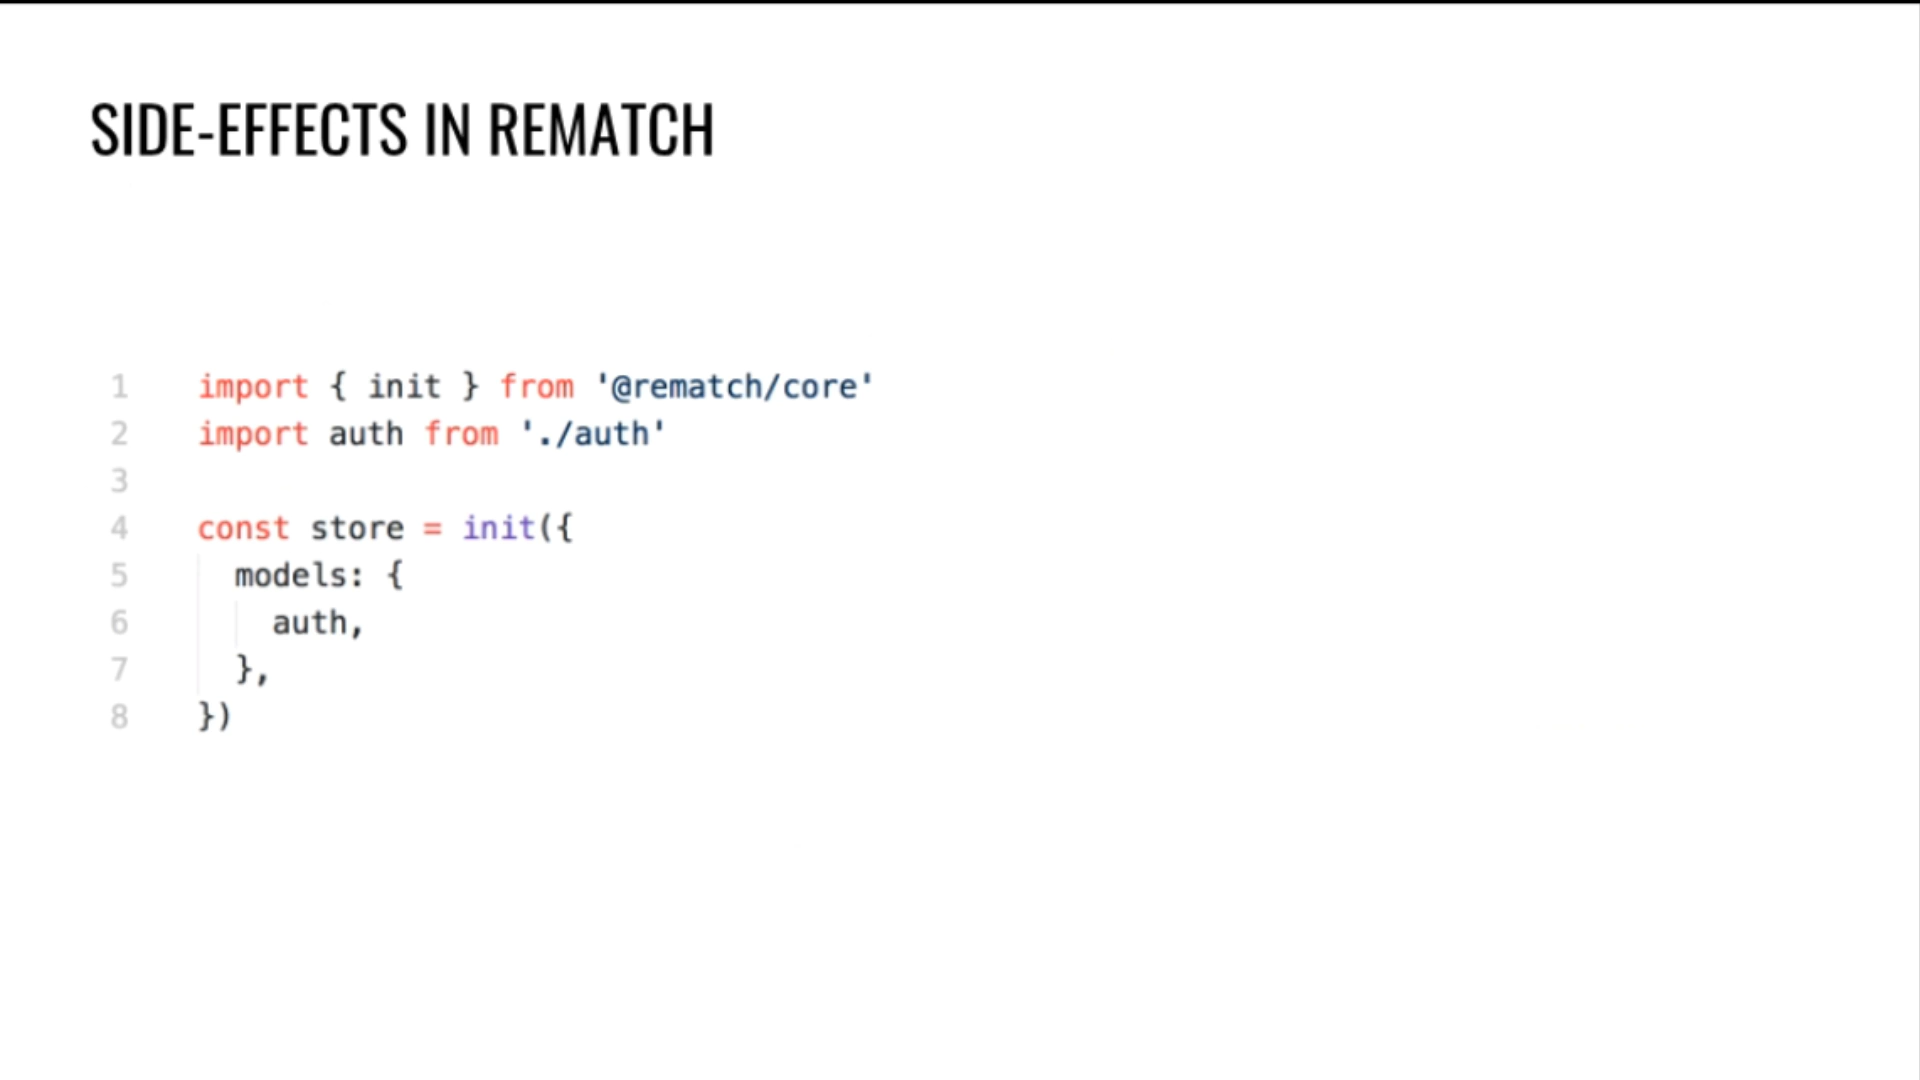 SIDE-EFFECTS IN REMATCH
1 import { init } from '@rematch/core'
2 import auth from './auth'
3
4 const store = init({
5   models: {
6     auth,
7   },
8 })